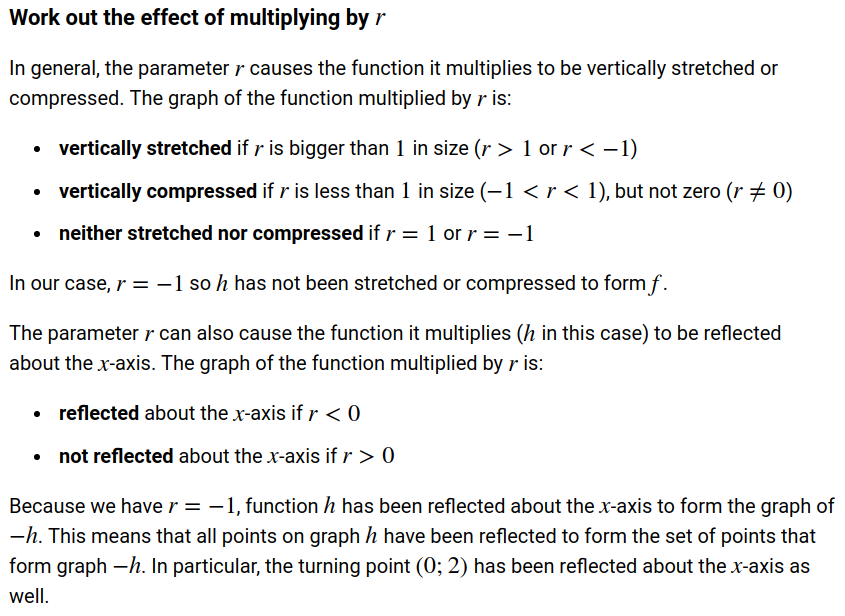 Work out the effect of multiplying by r
In general, the parameter r causes the function it multiplies to be vertically stretched or
compressed. The graph of the function multiplied by r is:
• vertically stretched if r is bigger than 1 in size (r > 1 or r < −1)
• vertically compressed if r is less than 1 in size (−1 < r < 1), but not zero (r ≠ 0)
• neither stretched nor compressed if r = 1 or r = −1
In our case, r = −1 so h has not been stretched or compressed to form f.
The parameter r can also cause the function it multiplies (h in this case) to be reflected
about the x-axis. The graph of the function multiplied by r is:
• reflected about the x-axis if r < 0
• not reflected about the x-axis if r > 0
Because we have r = −1, function h has been reflected about the x-axis to form the graph of
−h. This means that all points on graph h have been reflected to form the set of points that
form graph −h. In particular, the turning point (0; 2) has been reflected about the x-axis as
well.